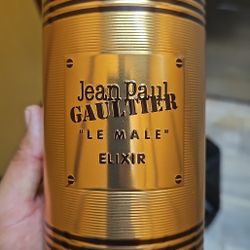 Jean Paul
GAULTIER
"LE MALE"
ELIXIR